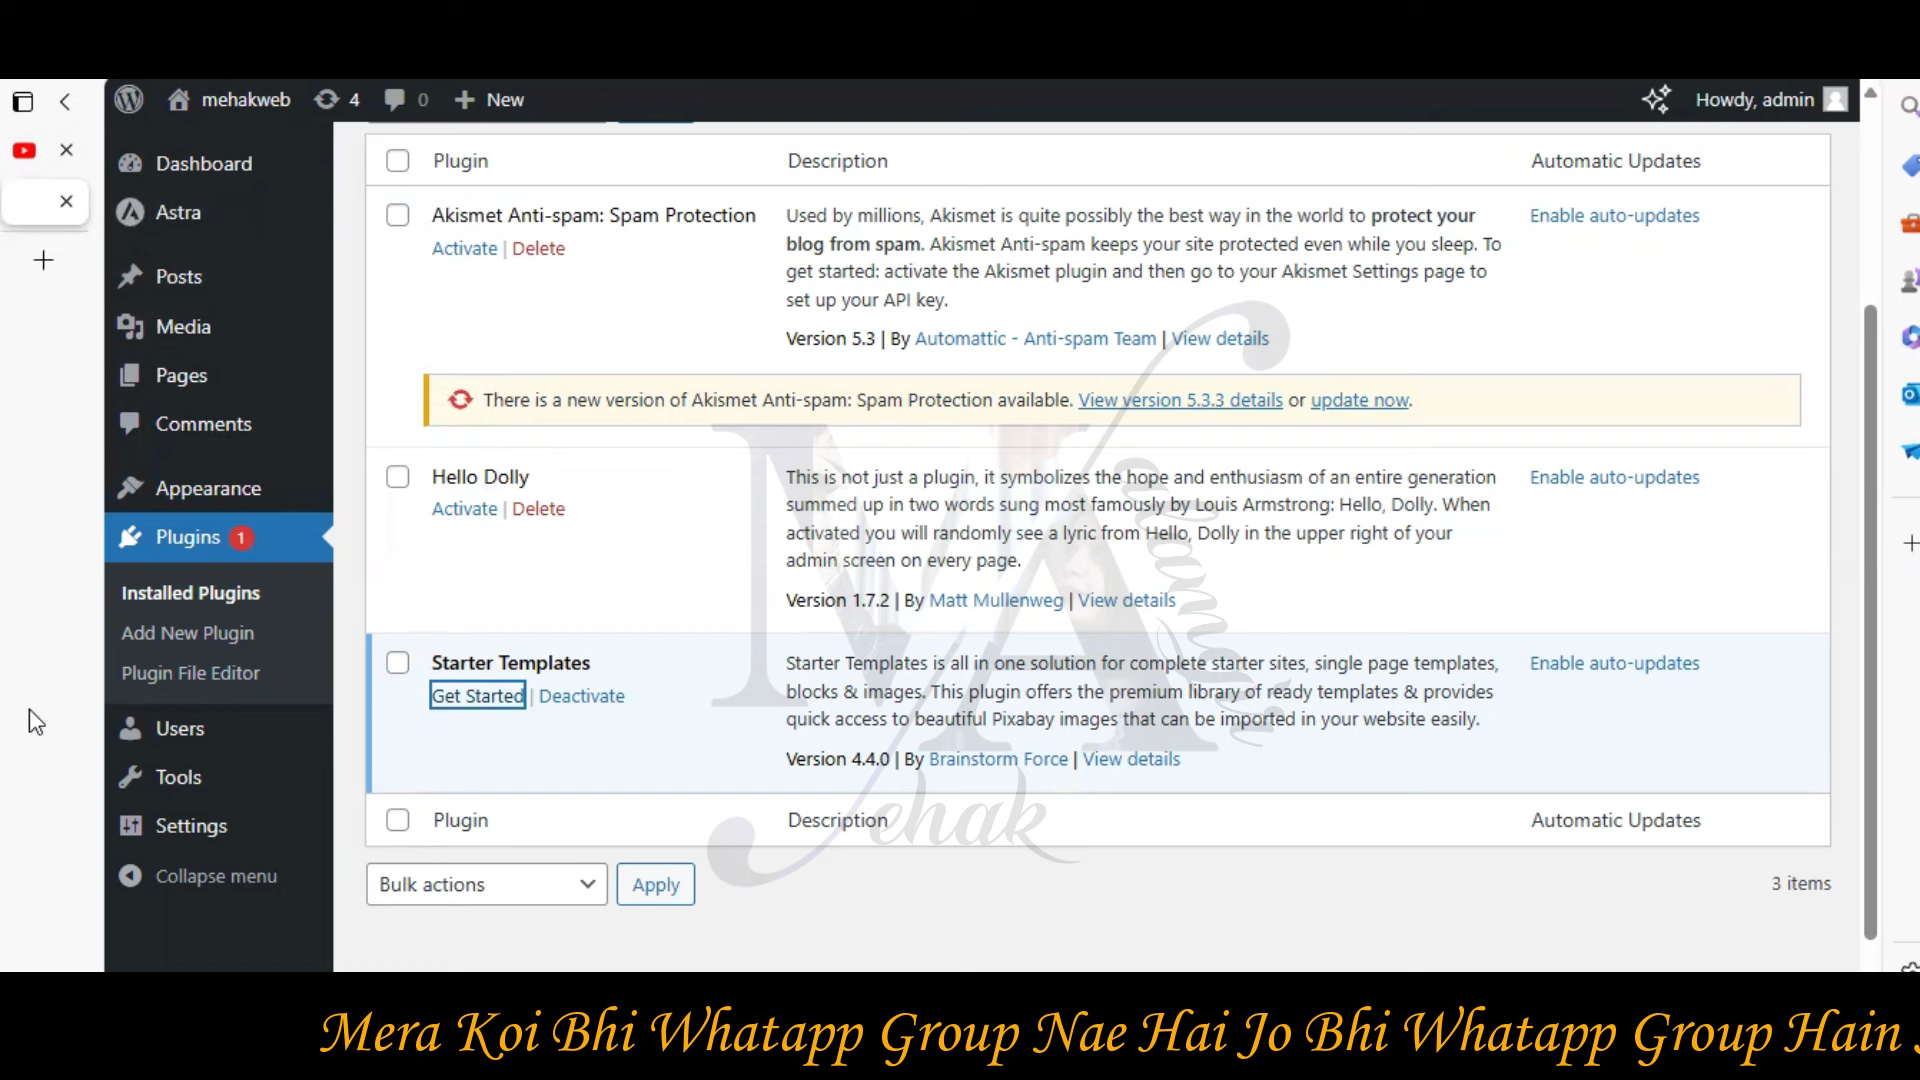 mehakweb 4 0 New Howdy, admin
Dashboard
Astra
Posts
Media
Pages
Comments
Appearance
Plugins 1
Installed Plugins
Add New Plugin
Plugin File Editor
Users
Tools
Settings
Collapse menu
Plugin Description Automatic Updates
Akismet Anti-spam: Spam Protection
Activate | Delete
Used by millions, Akismet is quite possibly the best way in the world to protect your
blog from spam. Akismet Anti-spam keeps your site protected even while you sleep. To
get started: activate the Akismet plugin and then go to your Akismet Settings page to
set up your API key.
Version 5.3 | By Automattic - Anti-spam Team | View details
Enable auto-updates
There is a new version of Akismet Anti-spam: Spam Protection available. View version 5.3.3 details or update now.
Hello Dolly
Activate | Delete
This is not just a plugin, it symbolizes the hope and enthusiasm of an entire generation
summed up in two words sung most famously by Louis Armstrong: Hello, Dolly. When
activated you will randomly see a lyric from Hello, Dolly in the upper right of your
admin screen on every page.
Version 1.7.2 | By Matt Mullenweg | View details
Enable auto-updates
Starter Templates
Get Started | Deactivate
Starter Templates is all in one solution for complete starter sites, single page templates,
blocks & images. This plugin offers the premium library of ready templates & provides
quick access to beautiful Pixabay images that can be imported in your website easily.
Version 4.4.0 | By Brainstorm Force | View details
Enable auto-updates
Plugin Description Automatic Updates
Bulk actions Apply 3 items
MA
Mera Koi Bhi Whatapp Group Nae Hai Jo Bhi Whatapp Group Hain